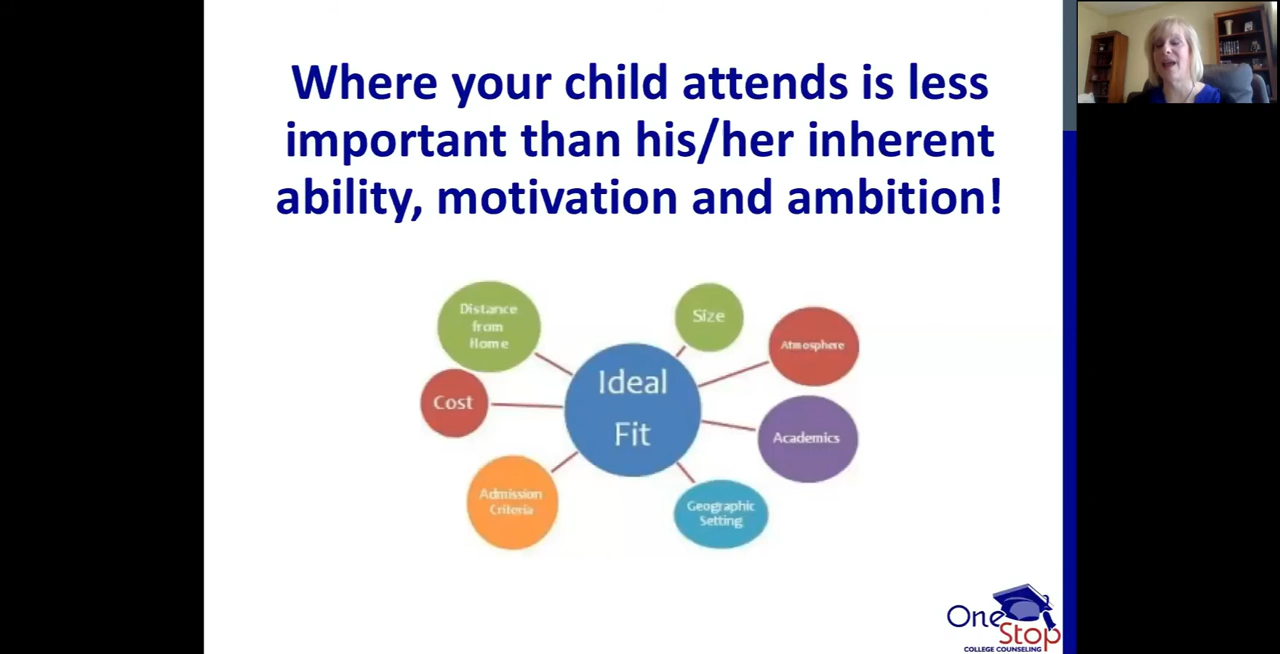 Where your child attends is less
important than his/her inherent
ability, motivation and ambition!
Distance
from
Home
Size
Atmosphere
Ideal
Fit
Cost
Academics
Admission
Criteria
Geographic
Setting
One
Stop
COLLEGE COUNSELING